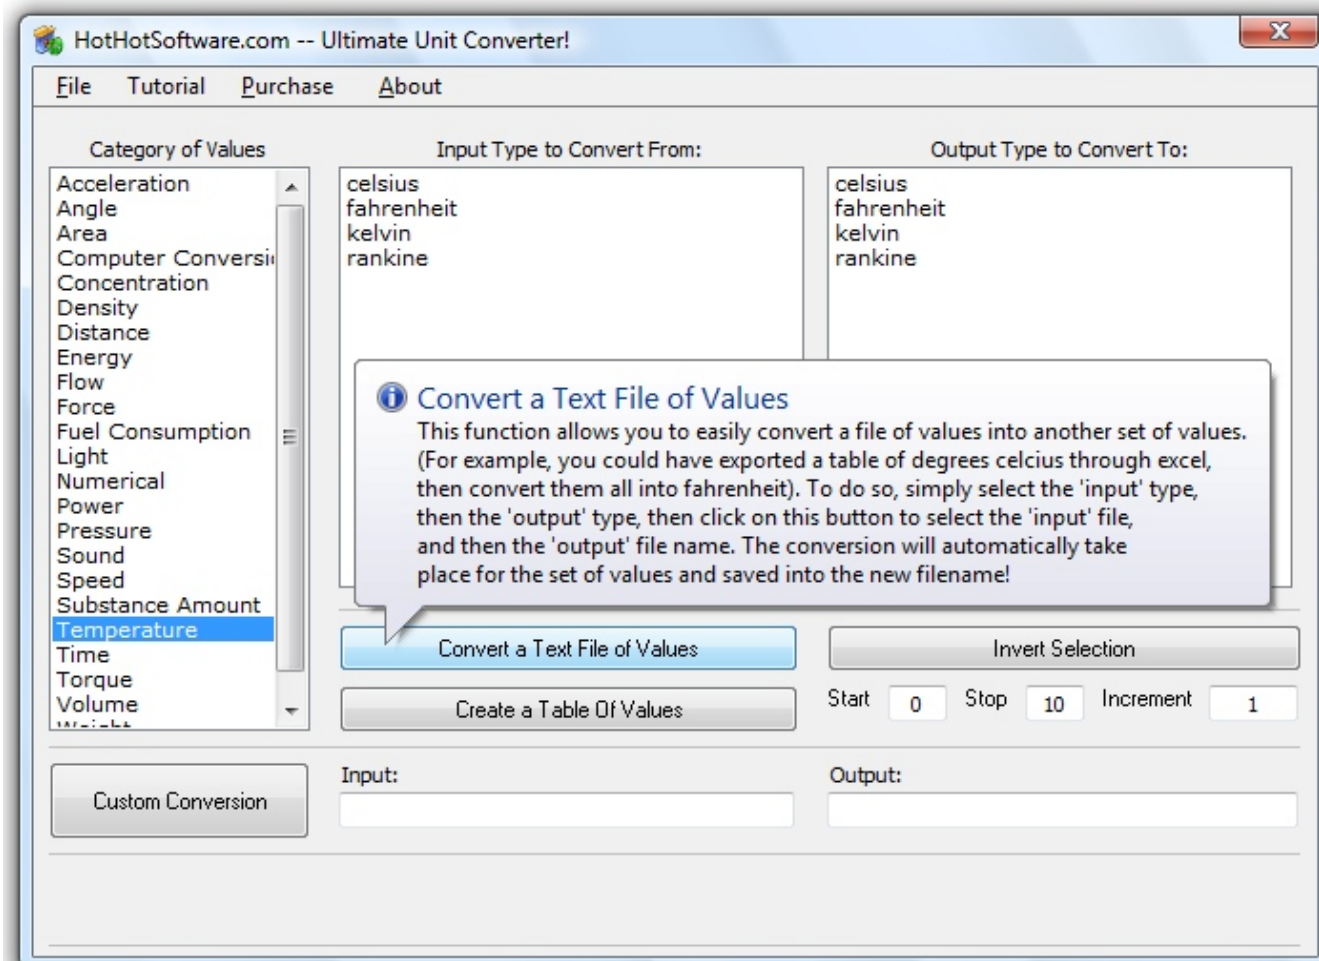 HotHotSoftware.com -- Ultimate Unit Converter!
File Tutorial Purchase About
Category of Values
Acceleration
Angle
Area
Computer Conversi
Concentration
Density
Distance
Energy
Flow
Force
Fuel Consumption
Light
Numerical
Power
Pressure
Sound
Speed
Substance Amount
Temperature
Time
Torque
Volume
Input Type to Convert From:
celsius
fahrenheit
kelvin
rankine
Output Type to Convert To:
celsius
fahrenheit
kelvin
rankine
Convert a Text File of Values
This function allows you to easily convert a file of values into another set of values.
(For example, you could have exported a table of degrees celcius through excel,
then convert them all into fahrenheit). To do so, simply select the 'input' type,
then the 'output' type, then click on this button to select the 'input' file,
and then the 'output' file name. The conversion will automatically take
place for the set of values and saved into the new filename!
Convert a Text File of Values
Invert Selection
Create a Table Of Values
Start 0 Stop 10 Increment 1
Custom Conversion
Input:
Output: